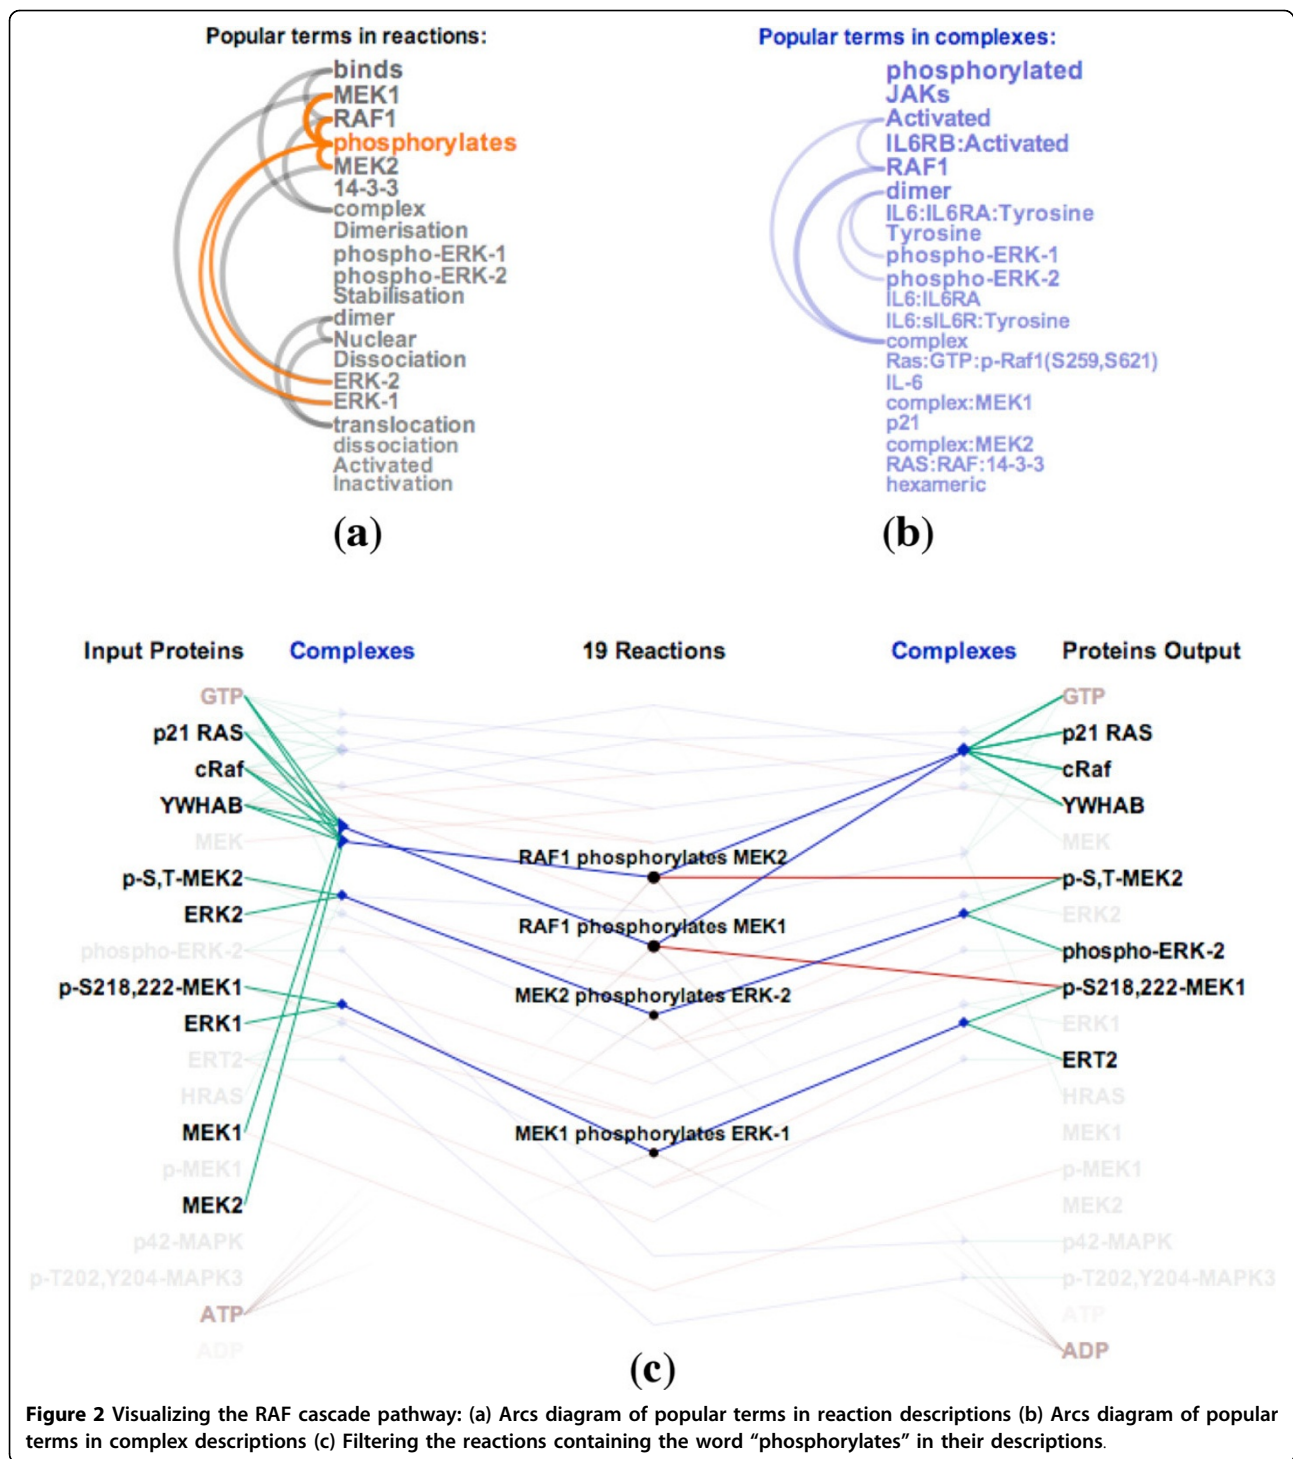 Popular terms in reactions:
binds
MEK1
RAF1
phosphorylates
MEK2
14-3-3
complex
Dimerisation
phospho-ERK-1
phospho-ERK-2
Stabilisation
dimer
Nuclear
Dissociation
ERK-2
ERK-1
translocation
dissociation
Activated
Inactivation
(a)
Popular terms in complexes:
phosphorylated
JAKs
Activated
IL6RB:Activated
RAF1
dimer
IL6:IL6RA:Tyrosine
Tyrosine
phospho-ERK-1
phospho-ERK-2
IL6:IL6RA
IL6:sIL6R:Tyrosine
complex
Ras:GTP:p-Raf1(S259,S621)
IL-6
complex:MEK1
p21
complex:MEK2
RAS:RAF:14-3-3
hexameric
(b)
Input Proteins
Complexes
19 Reactions
Complexes
Proteins Output
GTP
p21 RAS
cRaf
YWHAB
MEK
p-S,T-MEK2
ERK2
phospho-ERK-2
p-S218,222-MEK1
ERK1
ERT2
HRAS
MEK1
p-MEK1
MEK2
p42-MAPK
p-T202,Y204-MAPK3
ATP
ADP
RAF1 phosphorylates MEK2
RAF1 phosphorylates MEK1
MEK2 phosphorylates ERK-2
MEK1 phosphorylates ERK-1
GTP
p21 RAS
cRaf
YWHAB
MEK
p-S,T-MEK2
ERK2
phospho-ERK-2
p-S218,222-MEK1
ERK1
ERT2
HRAS
MEK1
p-MEK1
MEK2
p42-MAPK
p-T202,Y204-MAPK3
ATP
ADP
(c)
Figure 2 Visualizing the RAF cascade pathway: (a) Arcs diagram of popular terms in reaction descriptions (b) Arcs diagram of popular
terms in complex descriptions (c) Filtering the reactions containing the word “phosphorylates” in their descriptions.